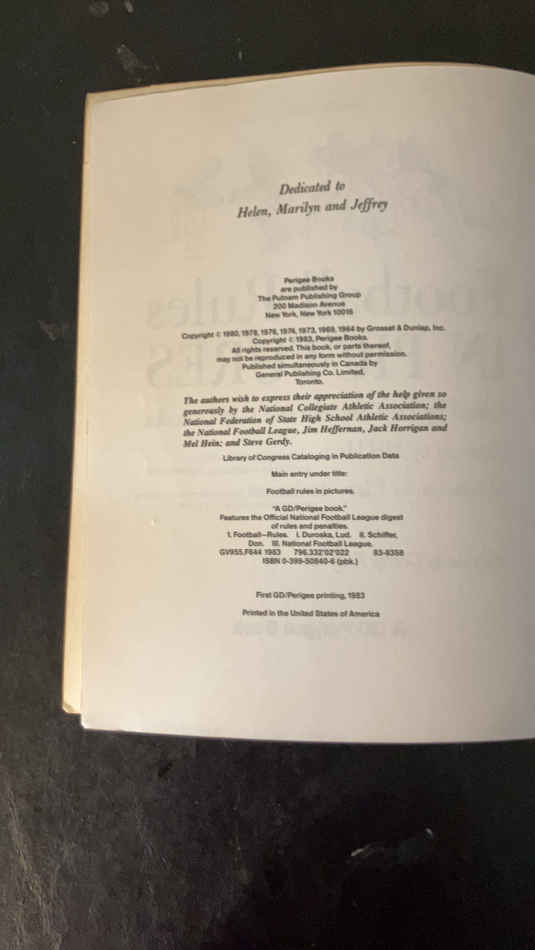 Dedicated to
Helen, Marilyn and Jeffrey
Perigee Books
are published by
The Putnam Publishing Group
200 Madison Avenue
New York, New York 10016
Copyright © 1980, 1979, 1978, 1976, 1973, 1969, 1964 by Grosset & Dunlap, Inc.
Copyright © 1983, Perigee Books.
All rights reserved. This book, or parts thereof,
may not be reproduced in any form without permission.
Published simultaneously in Canada by
General Publishing Co. Limited,
Toronto.
The authors wish to express their appreciation of the help given so
generously by the National Collegiate Athletic Association; the
National Federation of State High School Athletic Associations;
the National Football League, Jim Heffernan, Jack Horrigan and
Mel Hein; and Steve Gerdy.
Library of Congress Cataloging in Publication Data
Main entry under title:
Football rules in pictures.
"A GD/Perigee book."
Features the Official National Football League digest
of rules and penalties.
1. Football—Rules. I. Duroska, Lud. II. Schiffer,
Don. III. National Football League.
GV955.F644 1983 796.332'02'022 83-8358
ISBN 0-399-50840-6 (pbk.)
First GD/Perigee printing, 1983
Printed in the United States of America